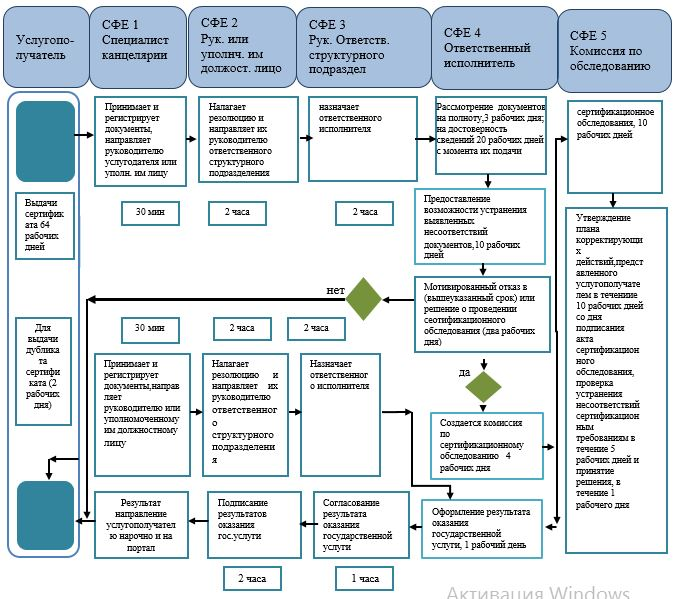 Услугопо-
лучатель
СФЕ 1
Специалист
канцелярии
СФЕ 2
Рук. или
уполнч. им
должост. лицо
СФЕ 3
Рук. Ответств.
структурного
подраздел
СФЕ 4
Ответственный
исполнитель
СФЕ 5
Комиссия по
обследованию
Принимает и
регистрирует
документы,
направляет
руководителю
услугодателя или
уполн. им лицу
Налагает
резолюцию и
направляет их
руководителю
ответственного
структурного
подразделения
назначает
ответственного
исполнителя
Рассмотрение документов
на полноту,3 рабочих дня;
на достоверность
сведений 20 рабочих дней
с момента их подачи
сертификационное
обследования, 10
рабочих дней
Выдачи
сертифик
ата 64
рабочих
дней
30 мин
2 часа
2 часа
Предоставление
возможности устранения
выявленных
несоответствий
документов,10 рабочих
дней
Утверждение
плана
корректирующи
х
действий,предст
вленного
услугополучате
лем в течениие
10 рабочих дней
со дня
подписания
акта
сертификацион
ного
обследования,
проверка
устранения
несоответствий
сертификацион
ным
требованиям в
течение 5
рабочих дней и
принятие
решения, в
течение 1
рабочего дня
нет
Мотивированный отказ в
(вышеуказанный срок) или
решение о проведении
сеотификационного
обследования (два рабочих
дня)
Для
выдачи
дублика
та
сертифи
ката (2
рабочих
дня)
30 мин
2 часа
2 часа
да
Принимает и
регистрирует
документы,направ
ляет
руководителю или
уполномоченному
им должностному
лицу
Налагает
резолюцию и
направляет их
руководителю
ответственног
о
структурного
подразделени
я
Назначает
ответственног
о исполнителя
Создается комиссия
по
сертификационному
обследованию 4
рабочих дня
Результат
направление
услугополучател
ю нарочно и на
портал
Подписание
результатов
оказания
гос.услуги
Согласование
результата
оказания
государственной
услуги
Оформление результата
оказания
государственной
услуги, 1 рабочий день
2 часа
1 часа
Активация Windows